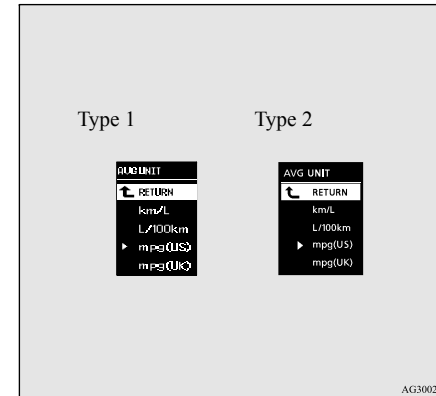 Type 1
Type 2
AVG UNIT
RETURN
km/L
L/100km
mpg(US)
mpg(UK)
AVG UNIT
RETURN
km/L
L/100km
mpg(US)
mpg(UK)
AG3002